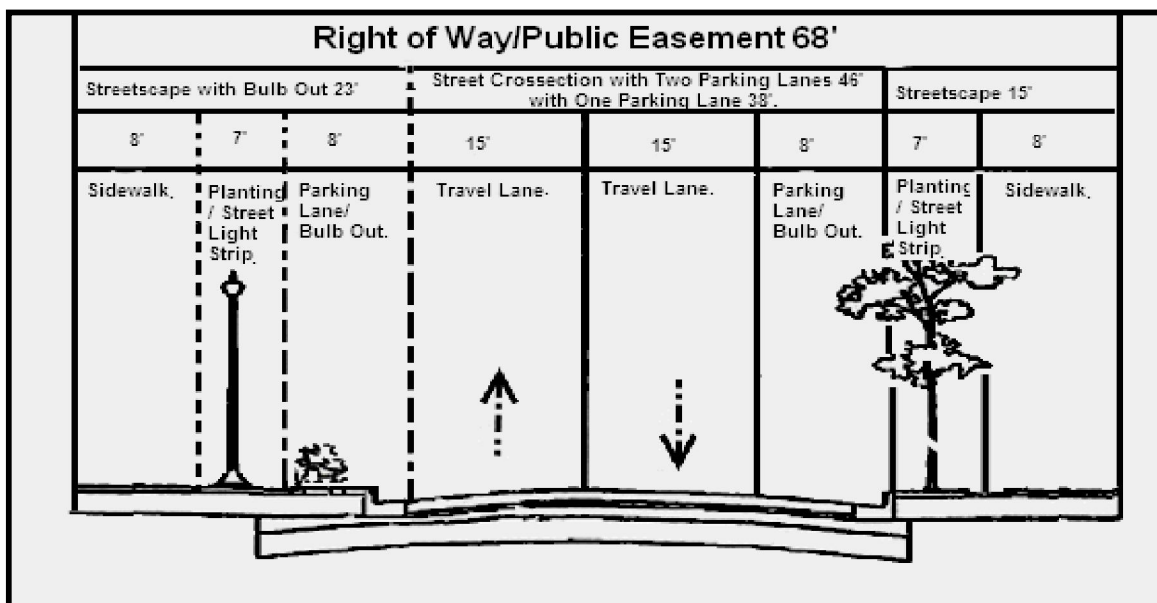 Right of Way/Public Easement 68'
Streetscape with Bulb Out 23'
Street Crossection with Two Parking Lanes 46'
with One Parking Lane 38'.
Streetscape 15'
8'
7'
8'
15'
15'
8'
7'
8'
Sidewalk.
Planting
/ Street
Light
Strip.
Parking
Lane/
Bulb Out.
Travel Lane.
Travel Lane.
Parking
Lane/
Bulb Out.
Planting
/ Street
Light
Strip.
Sidewalk.